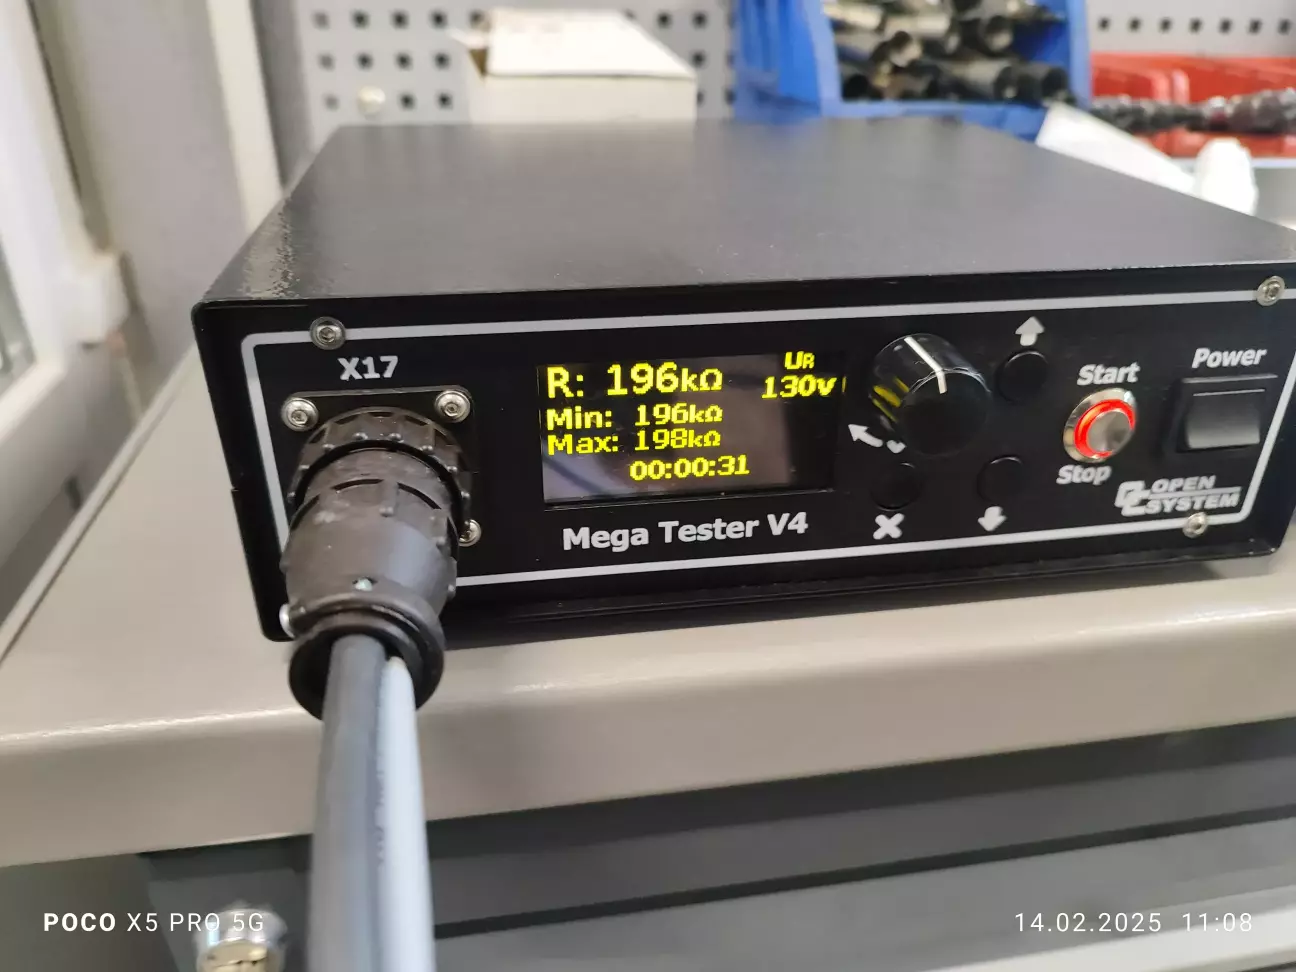 X17
R: 196kΩ
UR
130v
Min: 196kΩ
Max: 198kΩ
00:00:31
Mega Tester V4
Start
Stop
Power
OPEN
SYSTEM
POCO X5 PRO 5G
14.02.2025 11:08